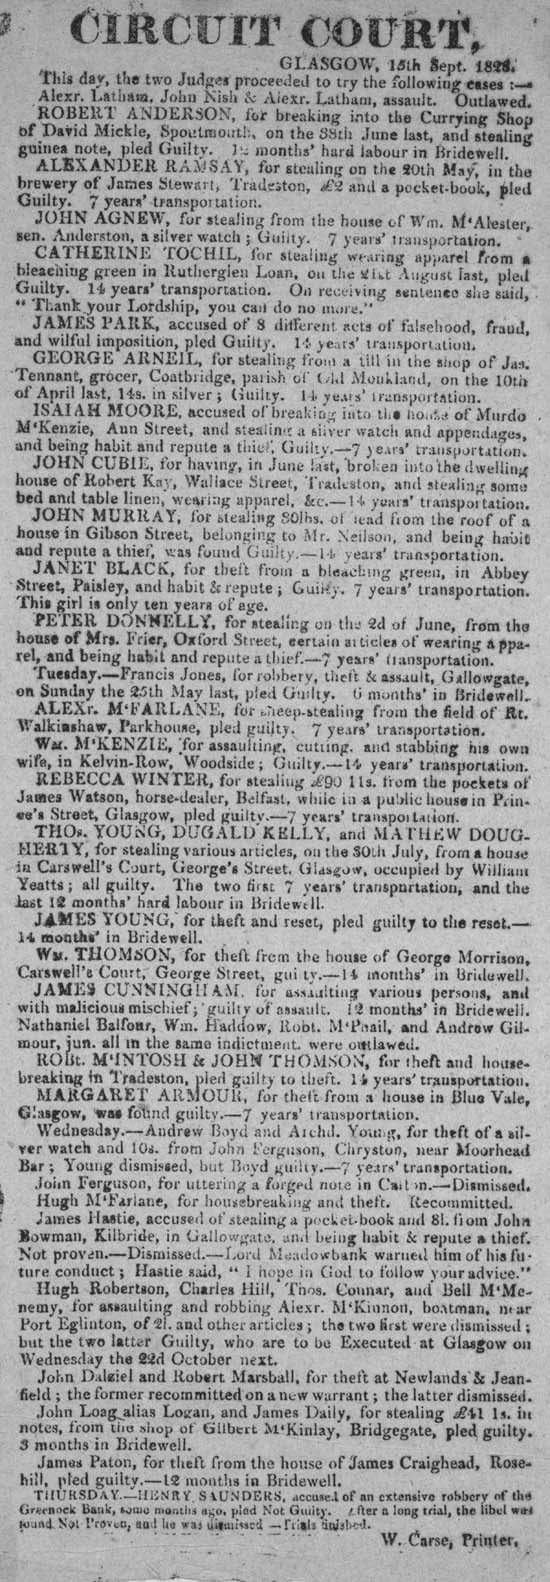 CIRCUIT COURT,
GLASGOW, 15th Sept. 1828.
This day, the two Judges proceeded to try the following cases :—
Alexr. Latham, John Nish & Alexr. Latham, assault. Outlawed.
ROBERT ANDERSON, for breaking into the Currying Shop
of David Mickle, Spoutmouth, on the 88th June last, and stealing
guinea note, pled Guilty. 12 months' hard labour in Bridewell.
ALEXANDER RAMSAY, for stealing on the 20th May, in the
brewery of James Stewart, Tradeston, £2 and a pocket-book, pled
Guilty. 7 years' transportation.
JOHN AGNEW, for stealing from the house of Wm. M'Alester,
sen. Anderston, a silver watch ; Guilty. 7 years' transportation.
CATHERINE TOCHIL, for stealing wearing apparel from a
bleaching green in Rutherglen Loan, on the 21st August last, pled
Guilty. 14 years' transportation. On receiving sentence she said,
" Thank your Lordship, you can do no more."
JAMES PARK, accused of 8 different acts of falsehood, fraud,
and wilful imposition, pled Guilty. 14 years' transportation.
GEORGE ARNEIL, for stealing from a till in the shop of Jas.
Tennant, grocer, Coatbridge, parish of Old Monkland, on the 10th
of April last, 14s. in silver ; Guilty. 14 years' transportation.
ISAIAH MOORE, accused of breaking into the house of Murdo
M'Kenzie, Ann Street, and stealing a silver watch and appendages,
and being habit and repute a thief, Guilty.—7 years' transportation.
JOHN CUBIE, for having, in June last, broken into the dwelling
house of Robert Kay, Wallace Street, Tradeston, and stealing some
bed and table linen, wearing apparel, &c.—14 years' transportation.
JOHN MURRAY, for stealing 80lbs. of lead from the roof of a
house in Gibson Street, belonging to Mr. Neilson, and being habit
and repute a thief, was found Guilty.—14 years' transportation.
JANET BLACK, for theft from a bleaching green, in Abbey
Street, Paisley, and habit & repute ; Guilty. 7 years' transportation.
This girl is only ten years of age.
PETER DONNELLY, for stealing on the 2d of June, from the
house of Mrs. Frier, Oxford Street, certain articles of wearing appa-
rel, and being habit and repute a thief.—7 years' transportation.
Tuesday.—Francis Jones, for robbery, theft & assault, Gallowgate,
on Sunday the 25th May last, pled Guilty. 6 months' in Bridewell.
ALEXr. M'FARLANE, for sheep-stealing from the field of Rt.
Walkinshaw, Parkhouse, pled guilty. 7 years' transportation.
Wm. M'KENZIE, for assaulting, cutting, and stabbing his own
wife, in Kelvin-Row, Woodside ; Guilty.—14 years' transportation.
REBECCA WINTER, for stealing £90 11s. from the pockets of
James Watson, horse-dealer, Belfast, while in a public house in Prin-
ce's Street, Glasgow, pled guilty.—7 years' transportation.
THOs. YOUNG, DUGALD KELLY, and MATHEW DOUG-
HERTY, for stealing various articles, on the 30th July, from a house
in Carswell's Court, George's Street, Glasgow, occupied by William
Yeatts ; all guilty. The two first 7 years' transportation, and the
last 12 months' hard labour in Bridewell.
JAMES YOUNG, for theft and reset, pled guilty to the reset.—
14 months' in Bridewell.
Wm. THOMSON, for theft from the house of George Morrison,
Carswell's Court, George Street, guilty.—14 months' in Bridewell.
JAMES CUNNINGHAM, for assaulting various persons, and
with malicious mischief ; guilty of assault. 12 months' in Bridewell.
Nathaniel Balfour, Wm. Haddow, Robt. M'Phail, and Andrew Gil-
mour, jun. all in the same indictment. were outlawed.
ROBt. M'INTOSH & JOHN THOMSON, for theft and house-
breaking in Tradeston, pled guilty to theft. 14 years' transportation.
MARGARET ARMOUR, for theft from a house in Blue Vale,
Glasgow, was found guilty.—7 years' transportation.
Wednesday.—Andrew Boyd and Archd. Young, for theft of a sil-
ver watch and 10s. from John Ferguson, Chryston, near Moorhead
Bar ; Young dismissed, but Boyd guilty.—7 years' transportation.
John Ferguson, for uttering a forged note in Calton.—Dismissed.
Hugh M'Farlane, for housebreaking and theft. Recommitted.
James Hastie, accused of stealing a pocket-book and 8l. from John
Bowman, Kilbride, in Gallowgate, and being habit & repute a thief.
Not proven.—Dismissed.—Lord Meadowbank warned him of his fu-
ture conduct ; Hastie said, " I hope in God to follow your advice."
Hugh Robertson, Charles Hill, Thos. Connar, and Bell M'Me-
nemy, for assaulting and robbing Alexr. M'Kinnon, boatman, near
Port Eglinton, of 2l. and other articles ; the two first were dismissed ;
but the two latter Guilty, who are to be Executed at Glasgow on
Wednesday the 22d October next.
John Dalziel and Robert Marshall, for theft at Newlands & Jean-
field ; the former recommitted on a new warrant ; the latter dismissed.
John Loag alias Logan, and James Daily, for stealing £41 1s. in
notes, from the shop of Gilbert M'Kinlay, Bridgegate, pled guilty.
3 months in Bridewell.
James Paton, for theft from the house of James Craighead, Rose-
hill, pled guilty.—12 months in Bridewell.
THURSDAY.—HENRY SAUNDERS, accused of an extensive robbery of the
Greenock Bank, some months ago, pled Not Guilty. After a long trial, the libel was
found Not Proven, and he was dismissed —Trials finished.
W. Carse, Printer,